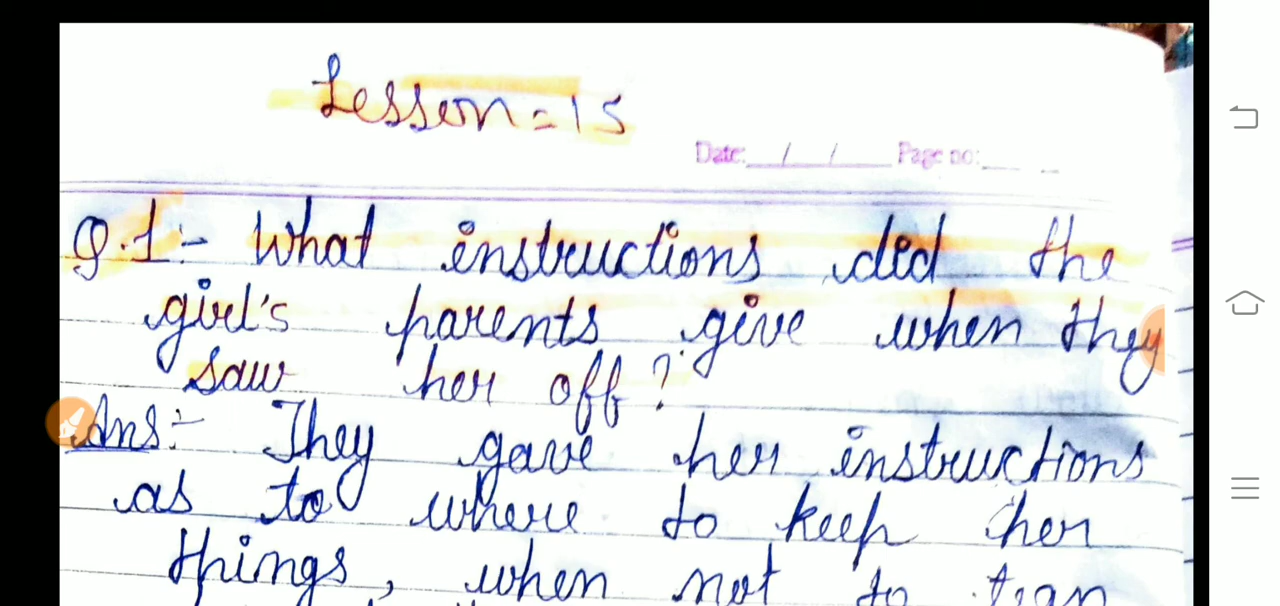 Lesson = 15
Date: / / Page no:
Q.1:- What instructions did the
girl's parents give when they
saw her off?
Ans:- They gave her instructions
as to where to keep her
things, when not to